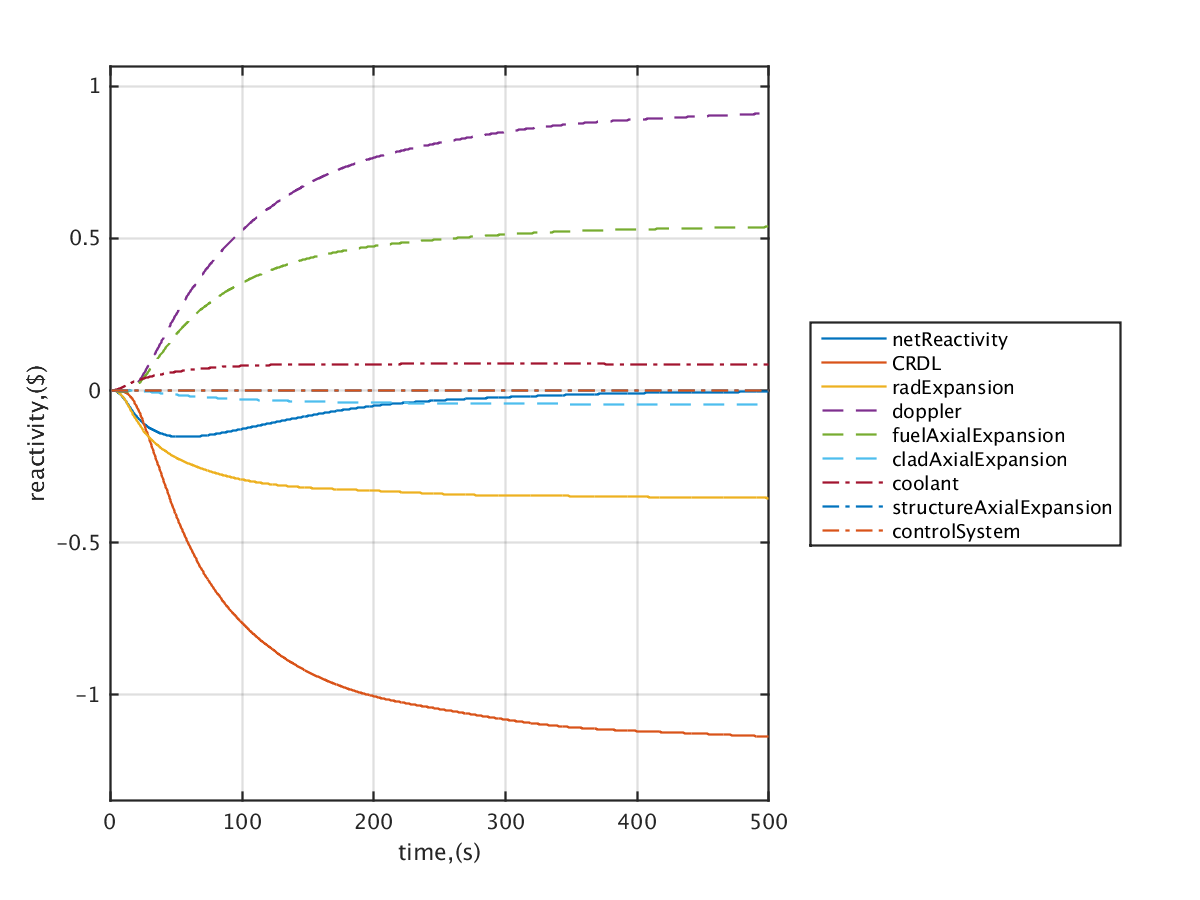 1
0.5
0
−0.5
−1
reactivity,($)
0 100 200 300 400 500
time,(s)
netReactivity
CRDL
radExpansion
doppler
fuelAxialExpansion
cladAxialExpansion
coolant
structureAxialExpansion
controlSystem